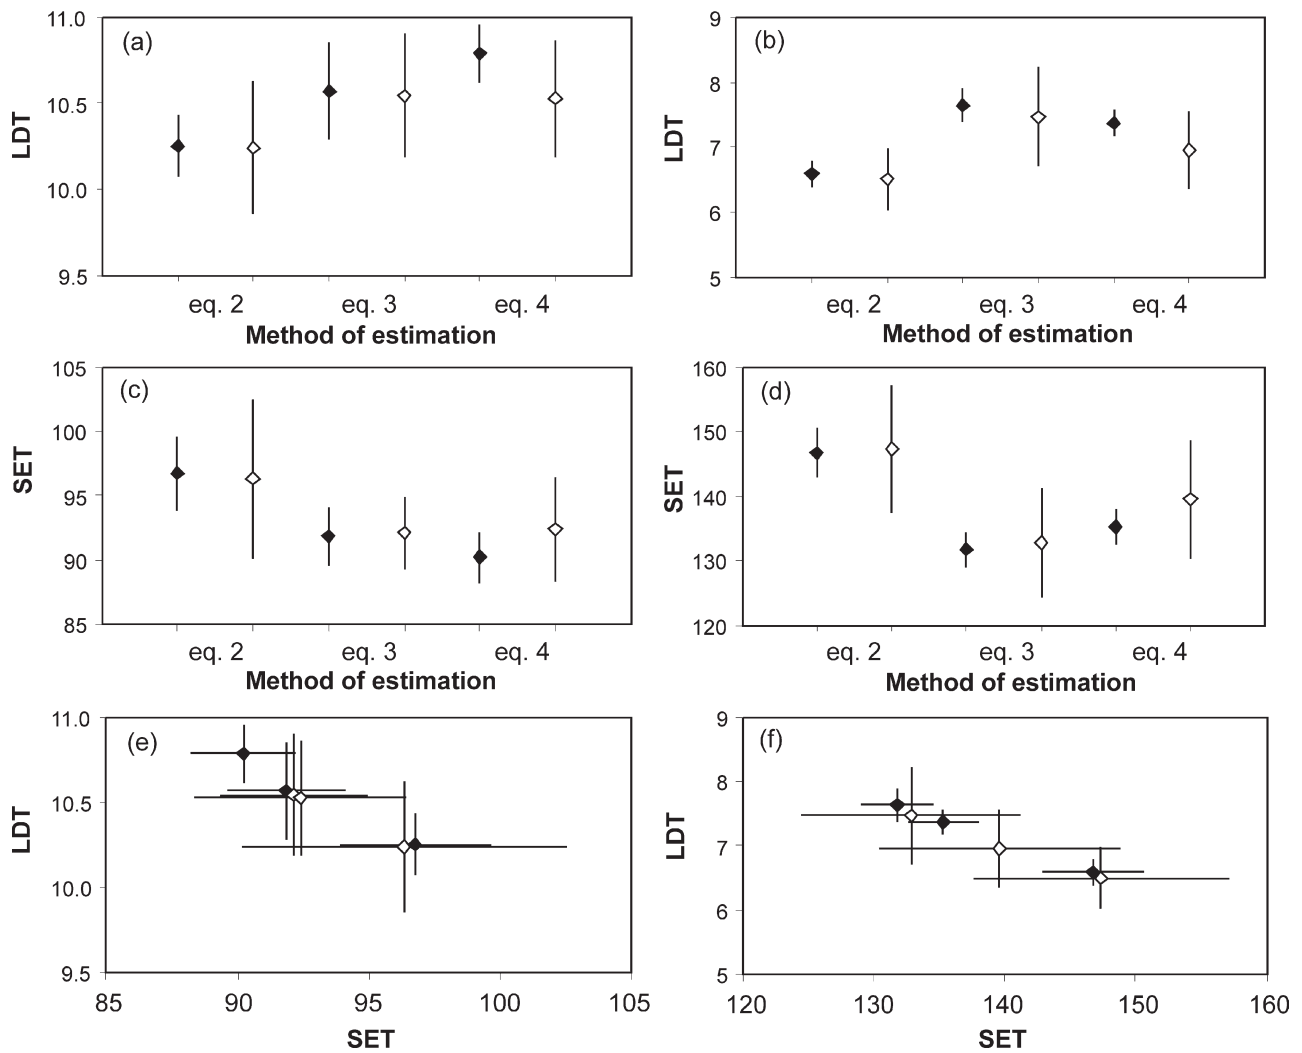 (a)
LDT
11.0
10.5
10.0
9.5
eq. 2 eq. 3 eq. 4
Method of estimation
(b)
LDT
9
8
7
6
5
eq. 2 eq. 3 eq. 4
Method of estimation
(c)
SET
105
100
95
90
85
eq. 2 eq. 3 eq. 4
Method of estimation
(d)
SET
160
150
140
130
120
eq. 2 eq. 3 eq. 4
Method of estimation
(e)
LDT
11.0
10.5
10.0
9.5
85 90 95 100 105
SET
(f)
LDT
9
8
7
6
5
120 130 140 150 160
SET